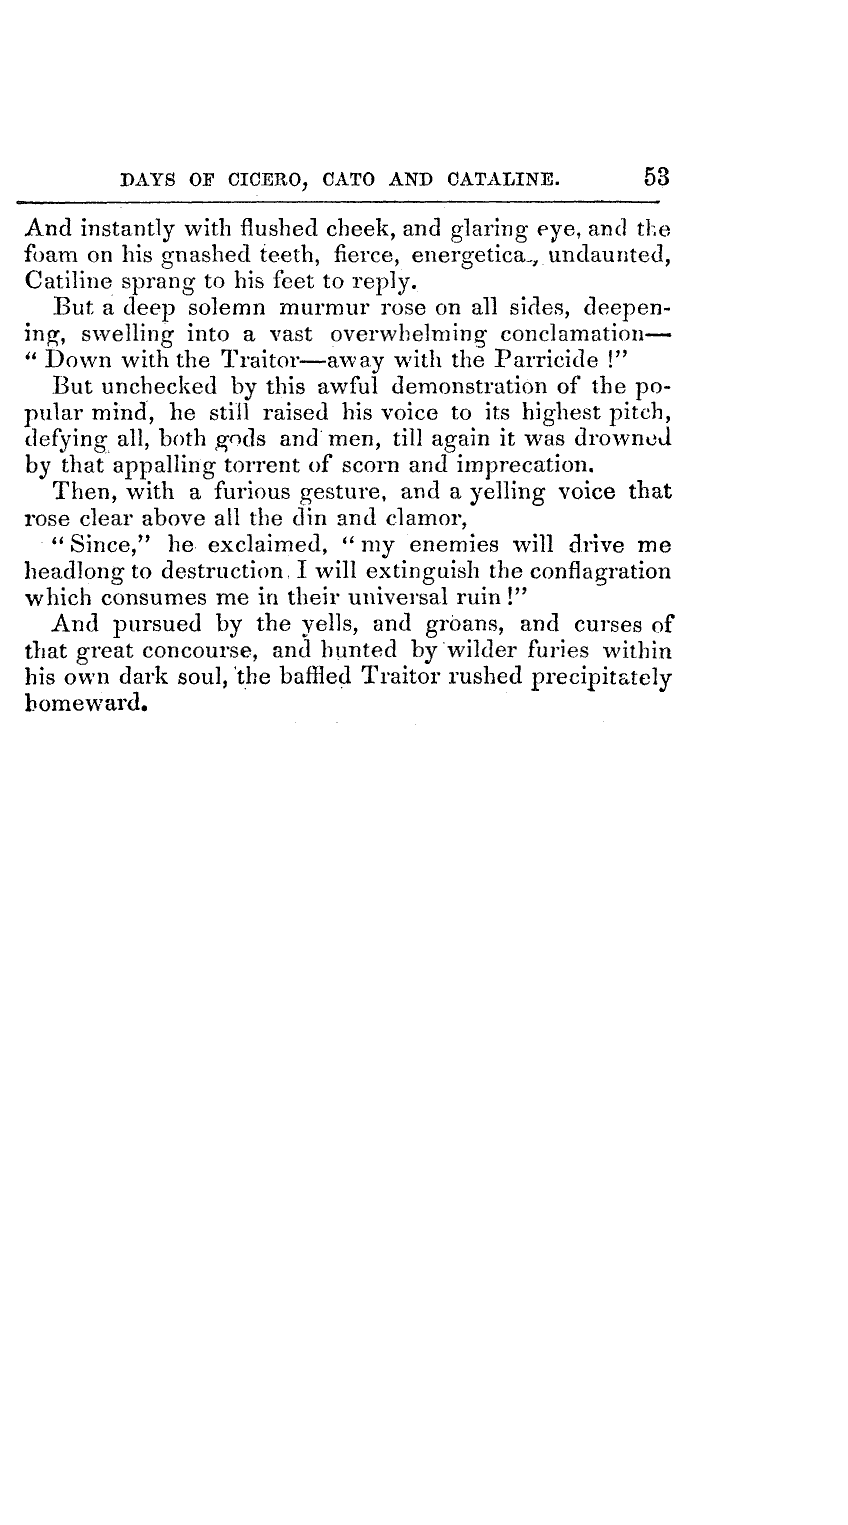 DAYS OF CICERO, CATO AND CATALINE. 53
And instantly with flushed cheek, and glaring eye, and the
foam on his gnashed teeth, fierce, energetica., undaunted,
Catiline sprang to his feet to reply.
But a deep solemn murmur rose on all sides, deepen-
ing, swelling into a vast overwhelming conclamation—
“ Down with the Traitor—away with the Parricide !”
But unchecked by this awful demonstration of the po-
pular mind, he still raised his voice to its highest pitch,
defying all, both gods and men, till again it was drowned
by that appalling torrent of scorn and imprecation.
Then, with a furious gesture, and a yelling voice that
rose clear above all the din and clamor,
“ Since,” he exclaimed, “ my enemies will drive me
headlong to destruction, I will extinguish the conflagration
which consumes me in their universal ruin !”
And pursued by the yells, and groans, and curses of
that great concourse, and hunted by wilder furies within
his own dark soul, the baffled Traitor rushed precipitately
homeward.